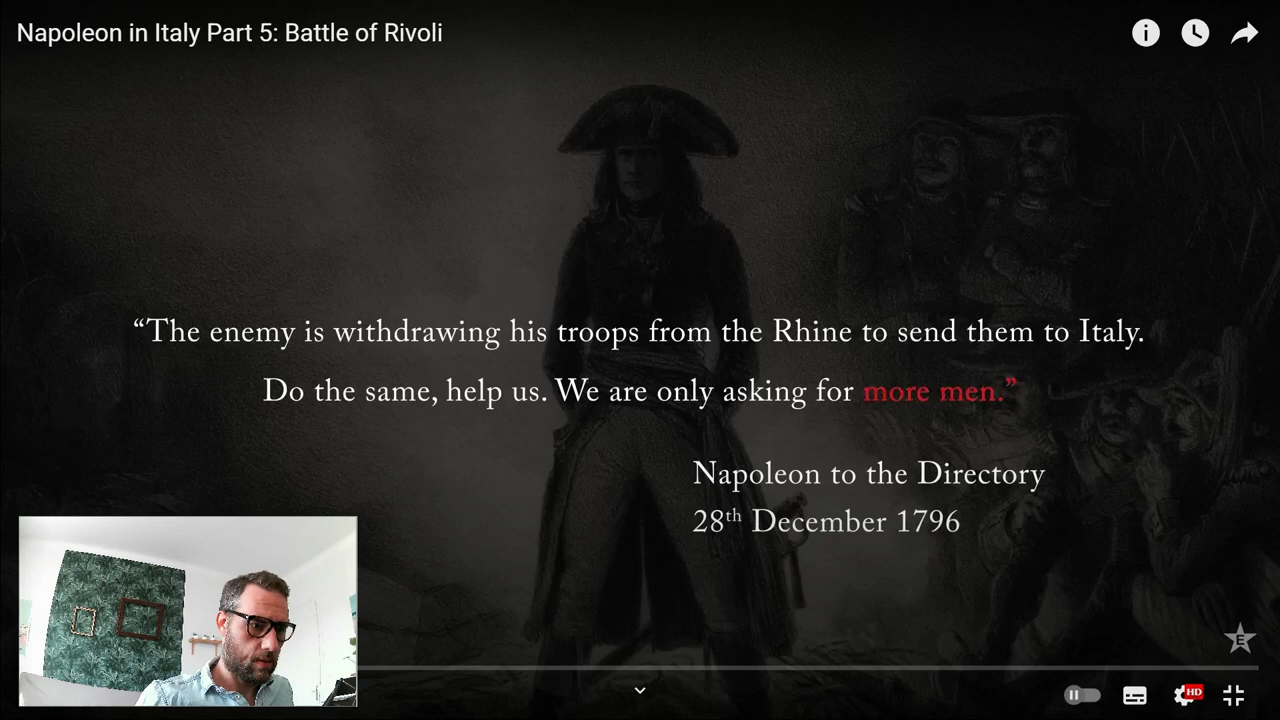 Napoleon in Italy Part 5: Battle of Rivoli
“The enemy is withdrawing his troops from the Rhine to send them to Italy.
Do the same, help us. We are only asking for more men.”
Napoleon to the Directory
28th December 1796
E
HD